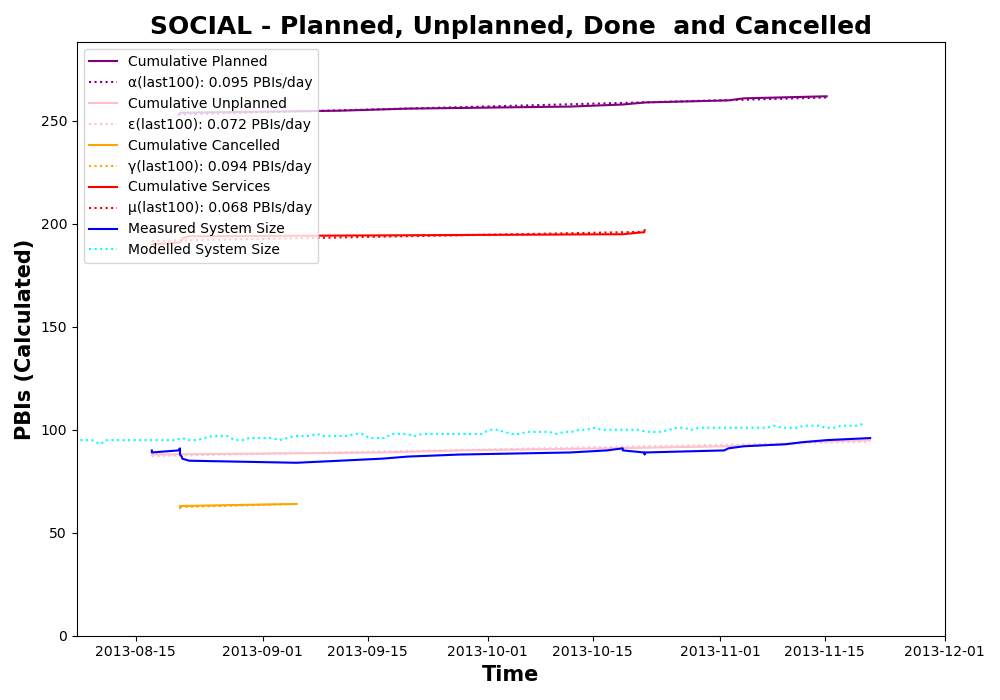 SOCIAL - Planned, Unplanned, Done  and Cancelled
Cumulative Planned
α(last100): 0.095 PBIs/day
Cumulative Unplanned
ε(last100): 0.072 PBIs/day
Cumulative Cancelled
γ(last100): 0.094 PBIs/day
Cumulative Services
μ(last100): 0.068 PBIs/day
Measured System Size
Modelled System Size
PBIs (Calculated)
250
200
150
100
50
0
2013-08-15
2013-09-01
2013-09-15
2013-10-01
2013-10-15
2013-11-01
2013-11-15
2013-12-01
Time